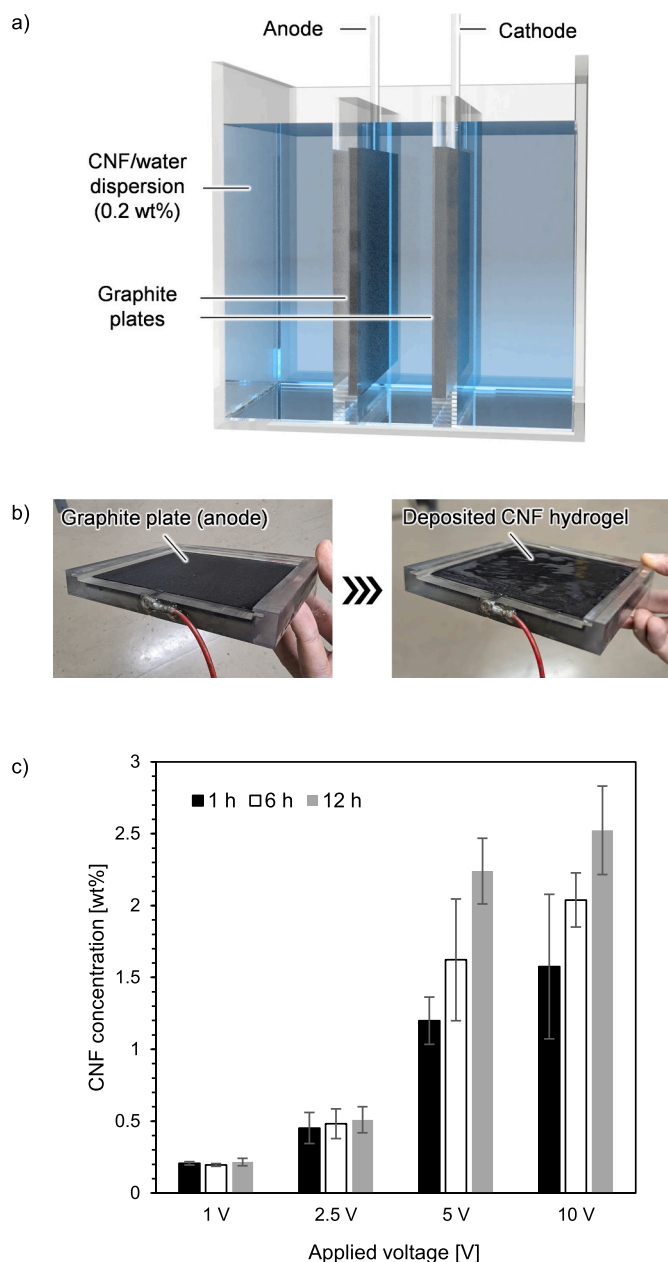 a)
Anode
Cathode
CNF/water
dispersion
(0.2 wt%)
Graphite
plates
b)
Graphite plate (anode)
Deposited CNF hydrogel
c)
CNF concentration [wt%]
3
2.5
2
1.5
1
0.5
0
1 h
6 h
12 h
1 V
2.5 V
5 V
10 V
Applied voltage [V]